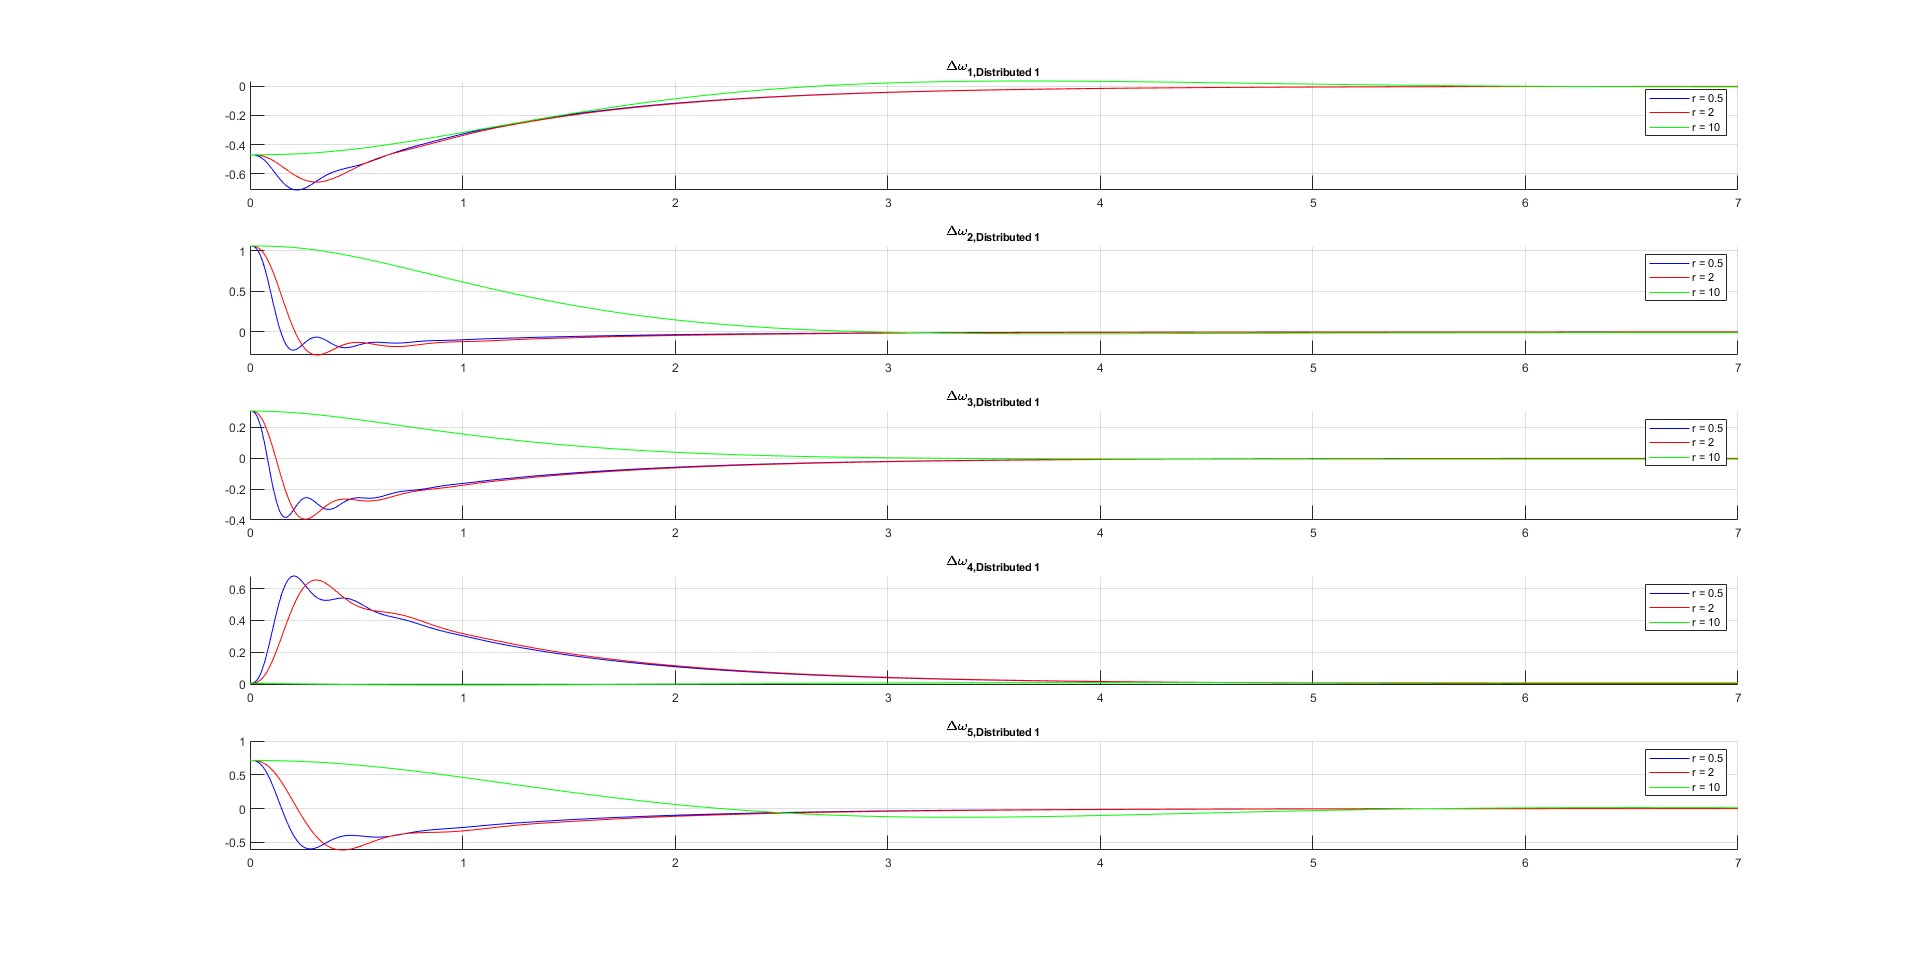 Δω1,Distributed 1
0
-0.2
-0.4
-0.6
r = 0.5
r = 2
r = 10
0 1 2 3 4 5 6 7
Δω2,Distributed 1
1
0.5
0
r = 0.5
r = 2
r = 10
0 1 2 3 4 5 6 7
Δω3,Distributed 1
0.2
0
-0.2
-0.4
r = 0.5
r = 2
r = 10
0 1 2 3 4 5 6 7
Δω4,Distributed 1
0.6
0.4
0.2
0
r = 0.5
r = 2
r = 10
0 1 2 3 4 5 6 7
Δω5,Distributed 1
1
0.5
0
-0.5
r = 0.5
r = 2
r = 10
0 1 2 3 4 5 6 7